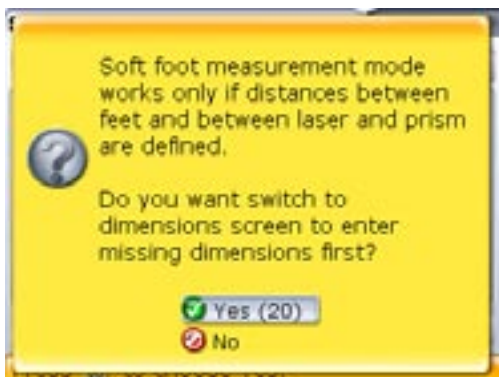 Soft foot measurement mode
works only if distances between
feet and between laser and prism
are defined.
Do you want switch to
dimensions screen to enter
missing dimensions first?
Yes (20)
No